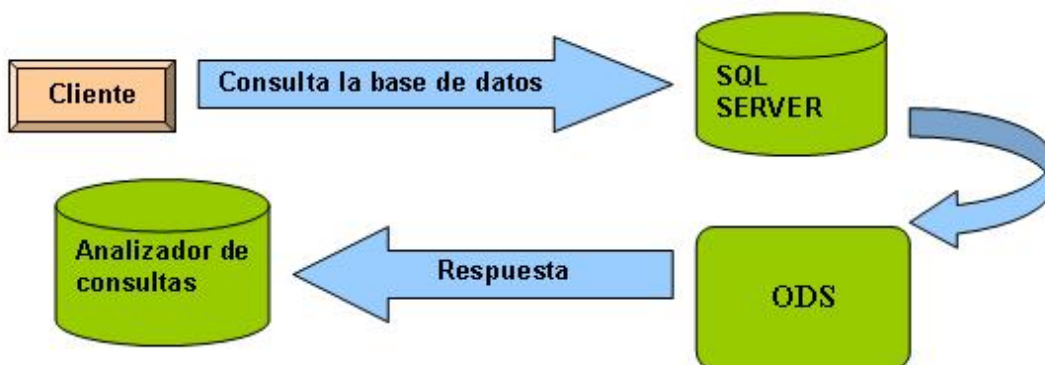 Cliente
Consulta la base de datos
SQL
SERVER
Analizador de
consultas
Respuesta
ODS